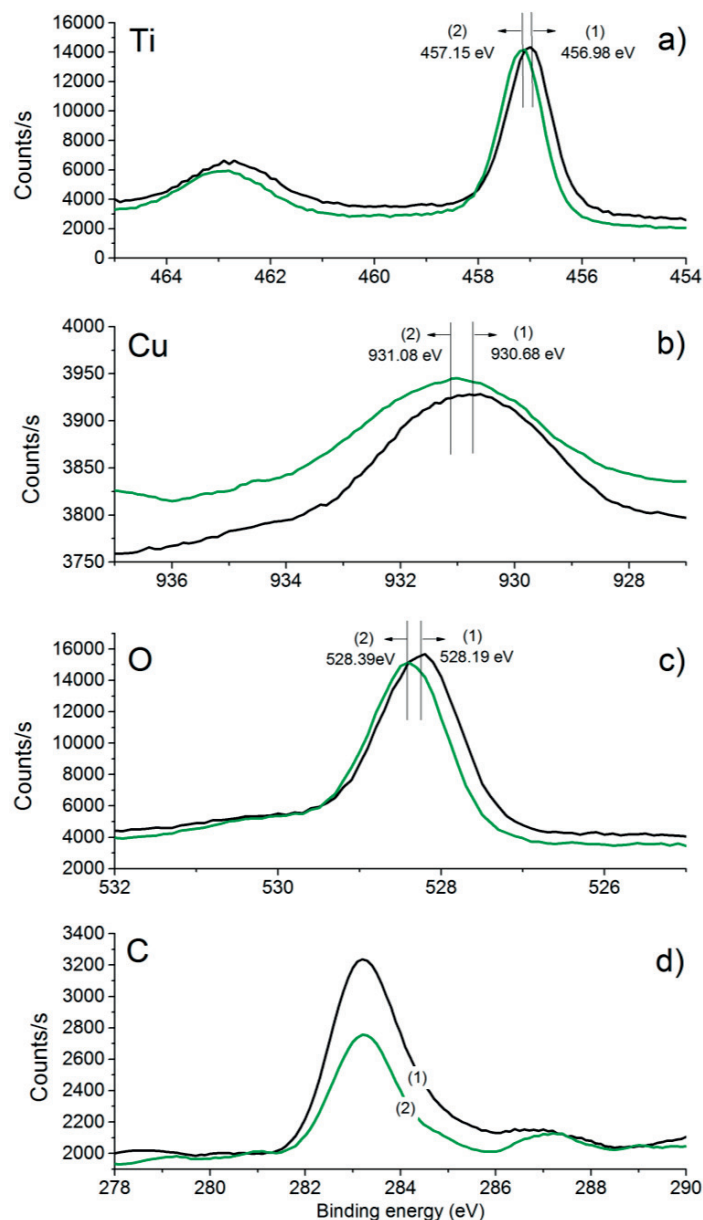 Ti
(2)
(1)
a)
457.15 eV
456.98 eV
Counts/s
16000
14000
12000
10000
8000
6000
4000
2000
0
464 462 460 457 456 454
Cu
(2)
(1)
b)
931.08 eV
930.68 eV
Counts/s
4000
3950
3900
3850
3800
3750
936 934 931 930 928
O
(2)
(1)
c)
528.39eV
528.19 eV
Counts/s
16000
14000
12000
10000
8000
6000
4000
2000
532 530 528 526
C
d)
(1)
(2)
Counts/s
3400
3200
3000
2800
2600
2400
2200
2000
278 280 282 284 286 288 290
Binding energy (eV)